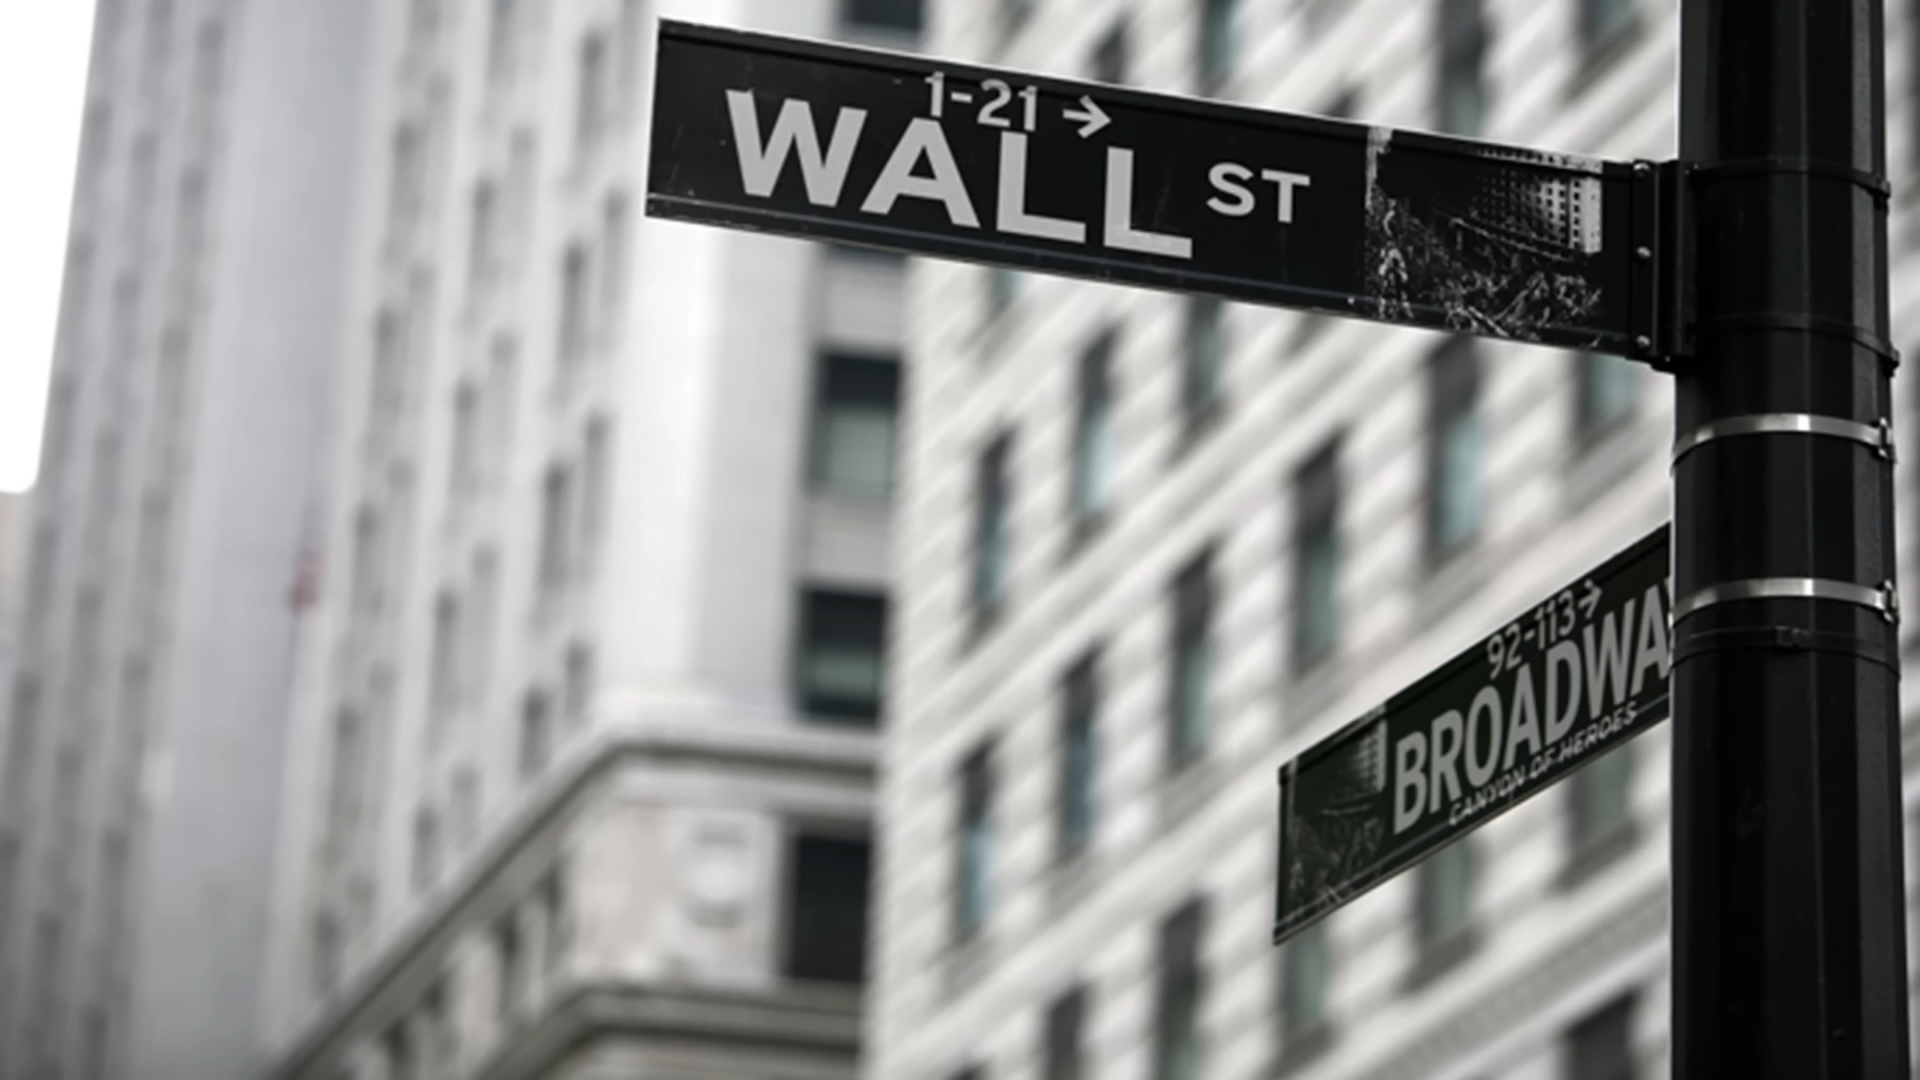 1-21 →
WALL ST
92-113 →
BROADWA
CANYON OF HEROES